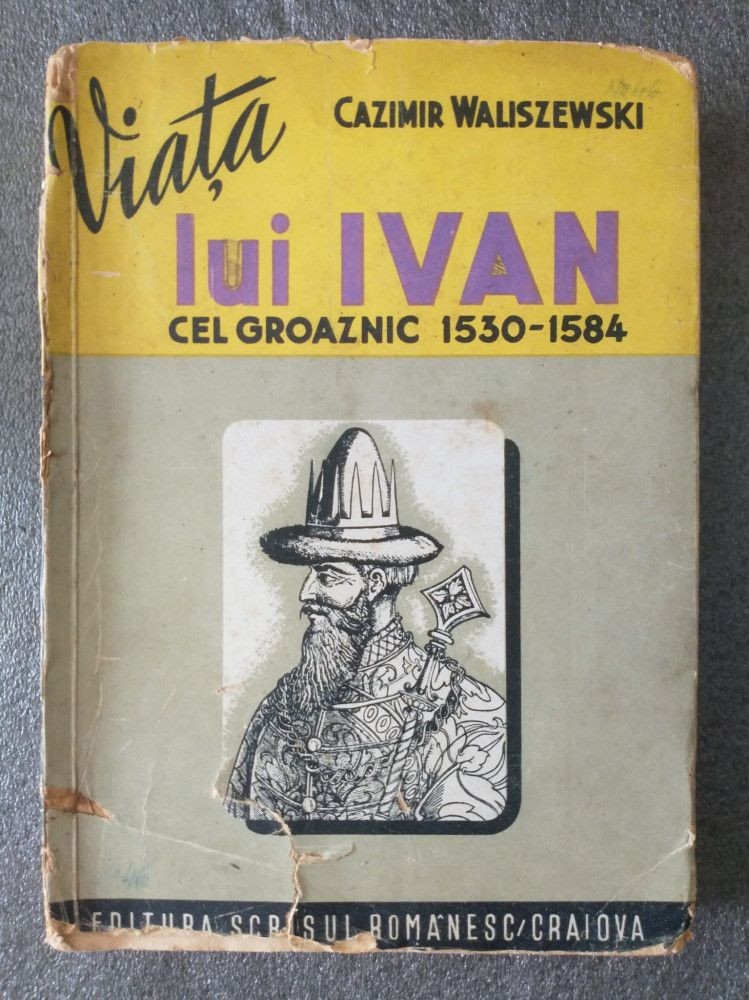 Viața
CAZIMIR WALISZEWSKI
lui IVAN
CEL GROAZNIC 1530-1584
EDITURA SCRISUL ROMÂNESC/CRAIOVA